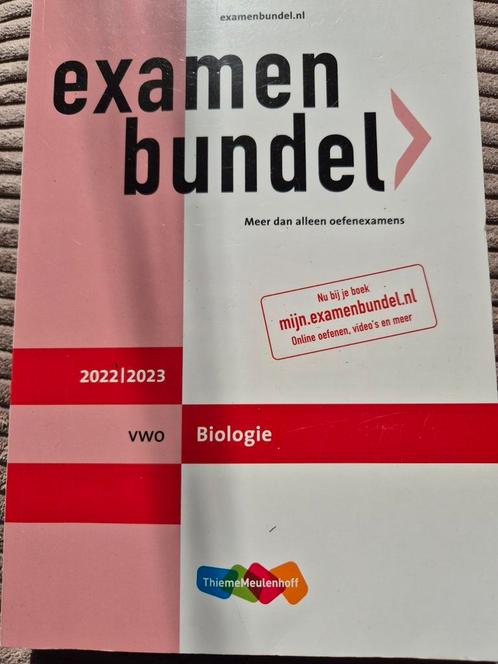 examenbundel.nl
examen
bundel
Meer dan alleen oefenexamens
Nu bij je boek
mijn.examenbundel.nl
Online oefenen, video's en meer
2022|2023
vwo Biologie
ThiemeMeulenhoff